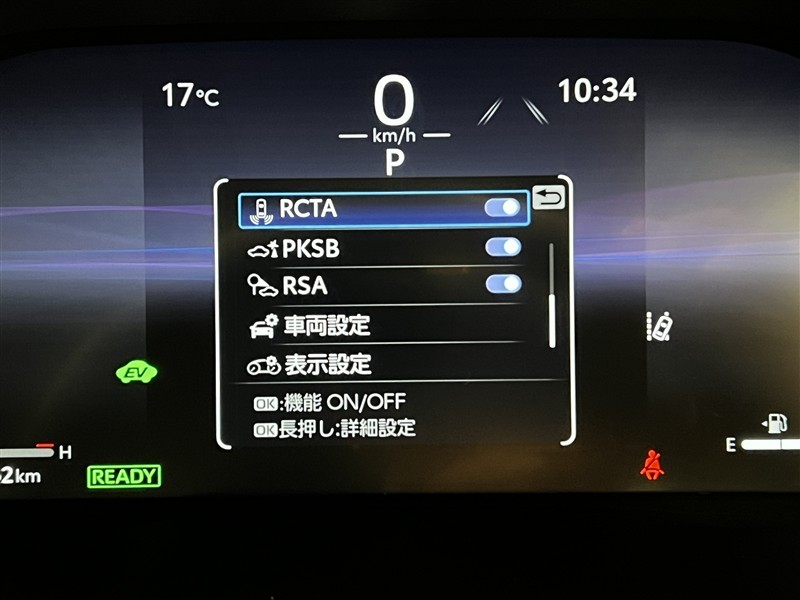 17℃
0
km/h
10:34
P
RCTA
PKSB
RSA
車両設定
表示設定
OK:機能 ON/OFF
OK長押し:詳細設定
EV
H
2km
READY
E